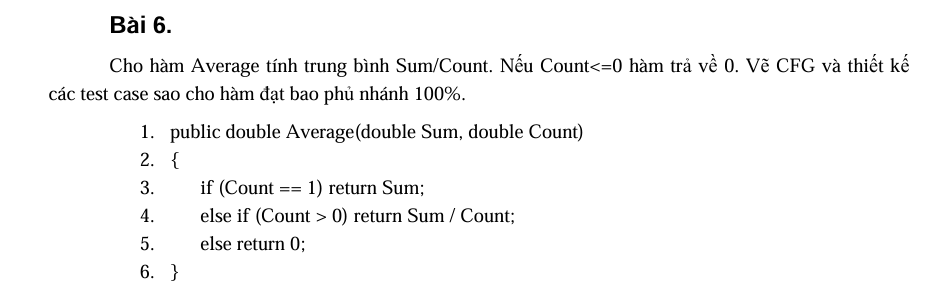 Bài 6.
Cho hàm Average tính trung bình Sum/Count. Nếu Count<=0 hàm trả về 0. Vẽ CFG và thiết kế
các test case sao cho hàm đạt bao phủ nhánh 100%.
1. public double Average(double Sum, double Count)
2. {
3. if (Count == 1) return Sum;
4. else if (Count > 0) return Sum / Count;
5. else return 0;
6. }